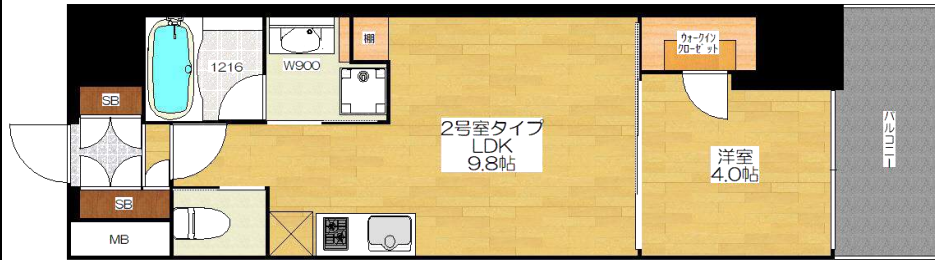 棚
ウォークイン
クローゼット
1216
W900
SB
2号室タイプ
LDK
9.8帖
洋室
4.0帖
バルコニー
SB
MB